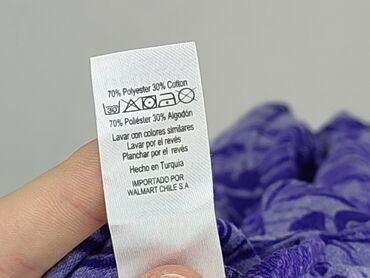 70% Polyester 30% Cotton
30
70% Poliéster 30% Algodón
Lavar con colores similares
Lavar por el revés
Planchar por el revés
Hecho en Turquía
IMPORTADO POR
WALMART CHILE S.A